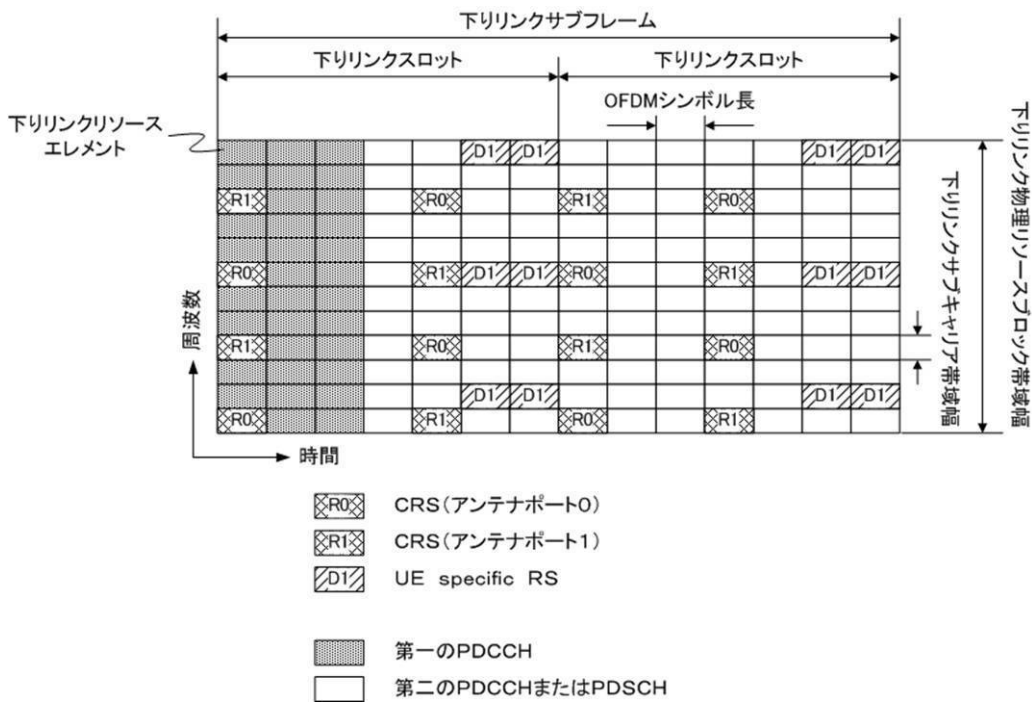 下りリンクサブフレーム
下りリンクスロット
下りリンクスロット
OFDMシンボル長
下りリンクリソース
エレメント
D1 D1 D1 D1
R1 R0 R1 R0
R0 R1 D1 D1 R0 R1 D1 D1
R1 R0 R1 R0
D1 D1 D1 D1
R0 R1 R0 R1
周波数
時間
下りリンクサブキャリア帯域幅
下りリンク物理リソースブロック帯域幅
R0 CRS(アンテナポート0)
R1 CRS(アンテナポート1)
D1 UE specific RS
第一のPDCCH
第二のPDCCHまたはPDSCH